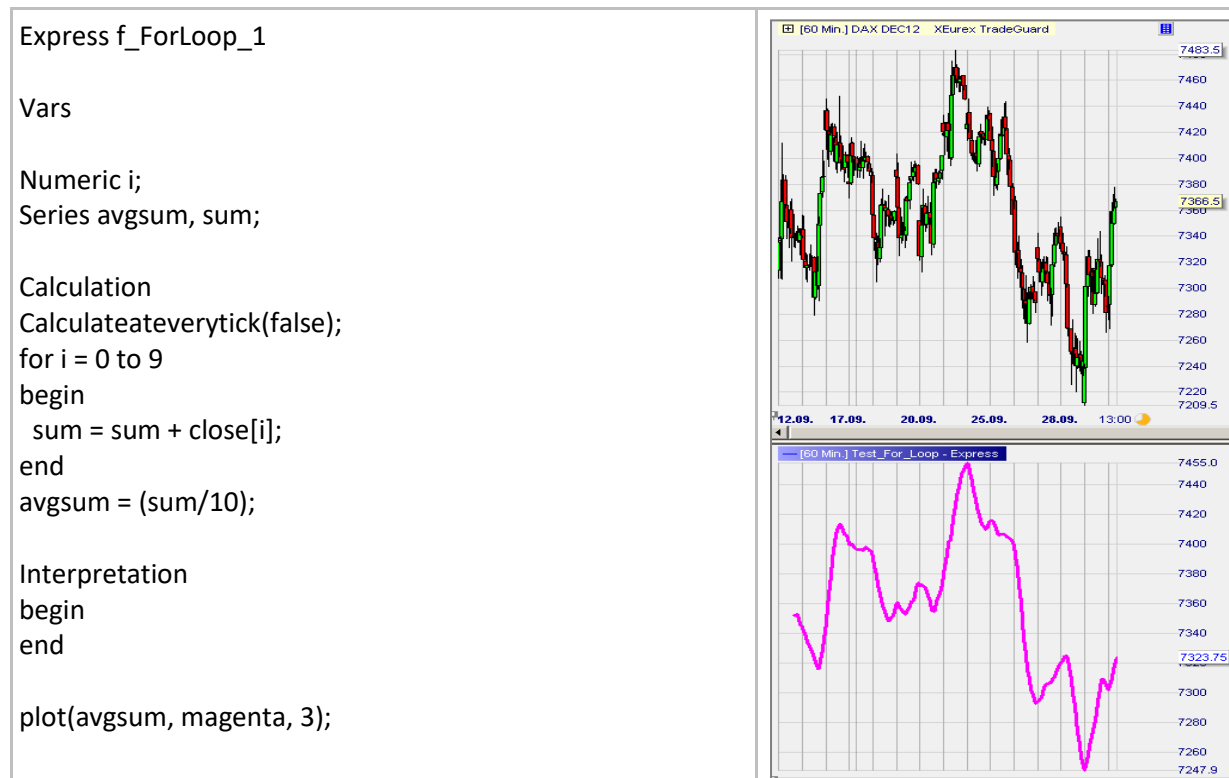 Express f_ForLoop_1
Vars
Numeric i;
Series avgsum, sum;
Calculation
Calculateateverytick(false);
for i = 0 to 9
begin
sum = sum + close[i];
end
avgsum = (sum/10);
Interpretation
begin
end
plot(avgsum, magenta, 3);
[60 Min.] DAX DEC12 XEurex TradeGuard
7483.5
7460
7440
7420
7400
7380
7366.5
7360
7340
7320
7300
7280
7260
7240
7220
7209.5
12.09. 17.09. 20.09. 25.09. 28.09. 13:00
[60 Min.] Test_For_Loop - Express
7455.0
7440
7420
7400
7380
7360
7340
7323.75
7300
7280
7260
7247.9